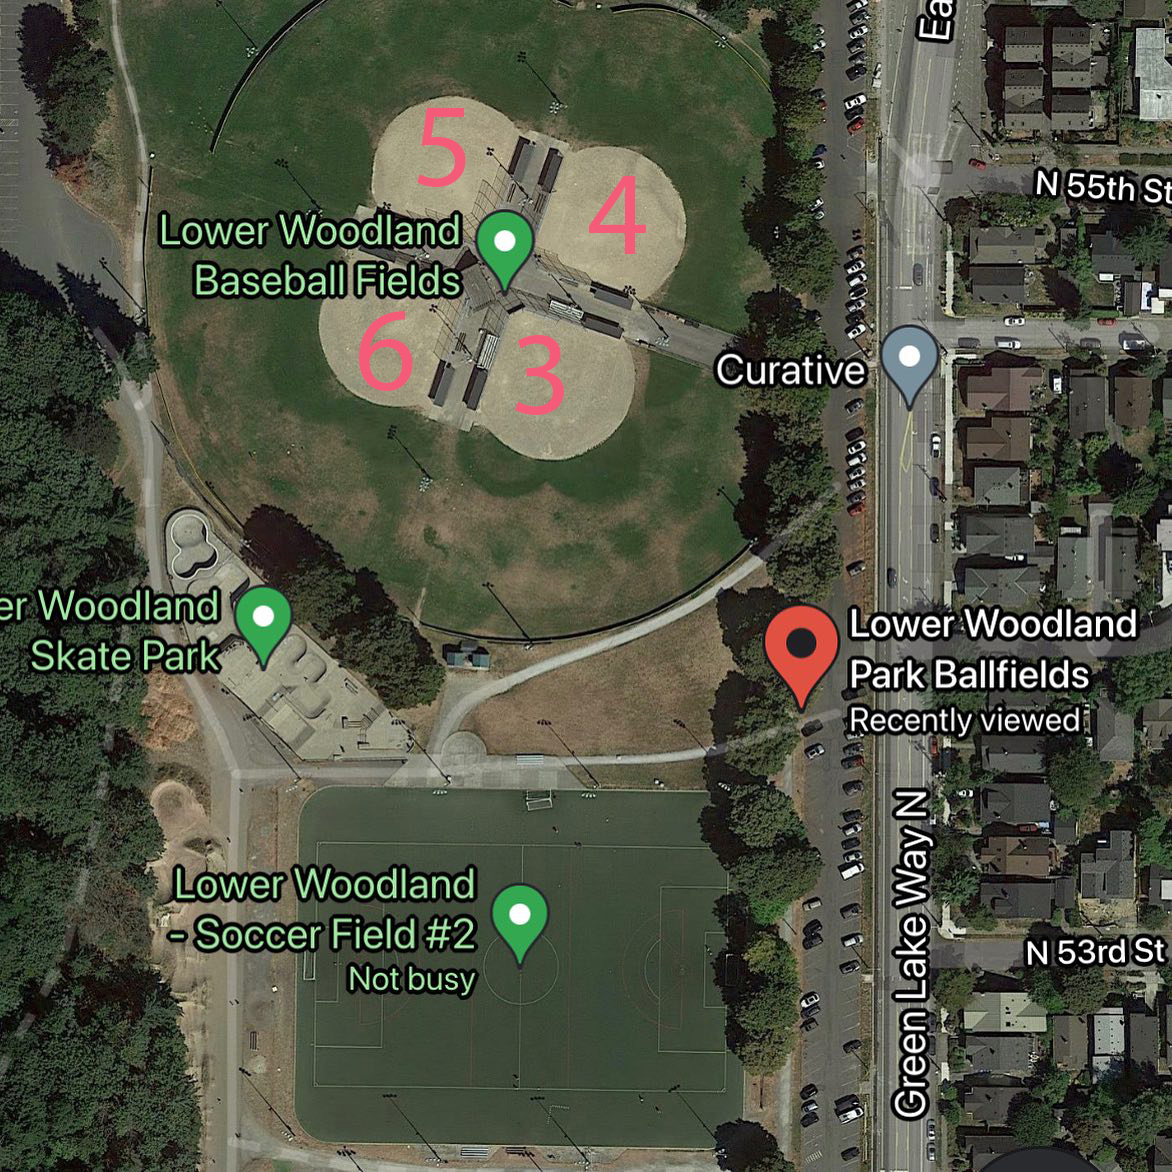 Ea
5
N 55th St
4
Lower Woodland
Baseball Fields
6
3
Curative
er Woodland
Skate Park
Lower Woodland
Park Ballfields
Recently viewed
Lower Woodland
- Soccer Field #2
Not busy
Green Lake Way N
N 53rd St